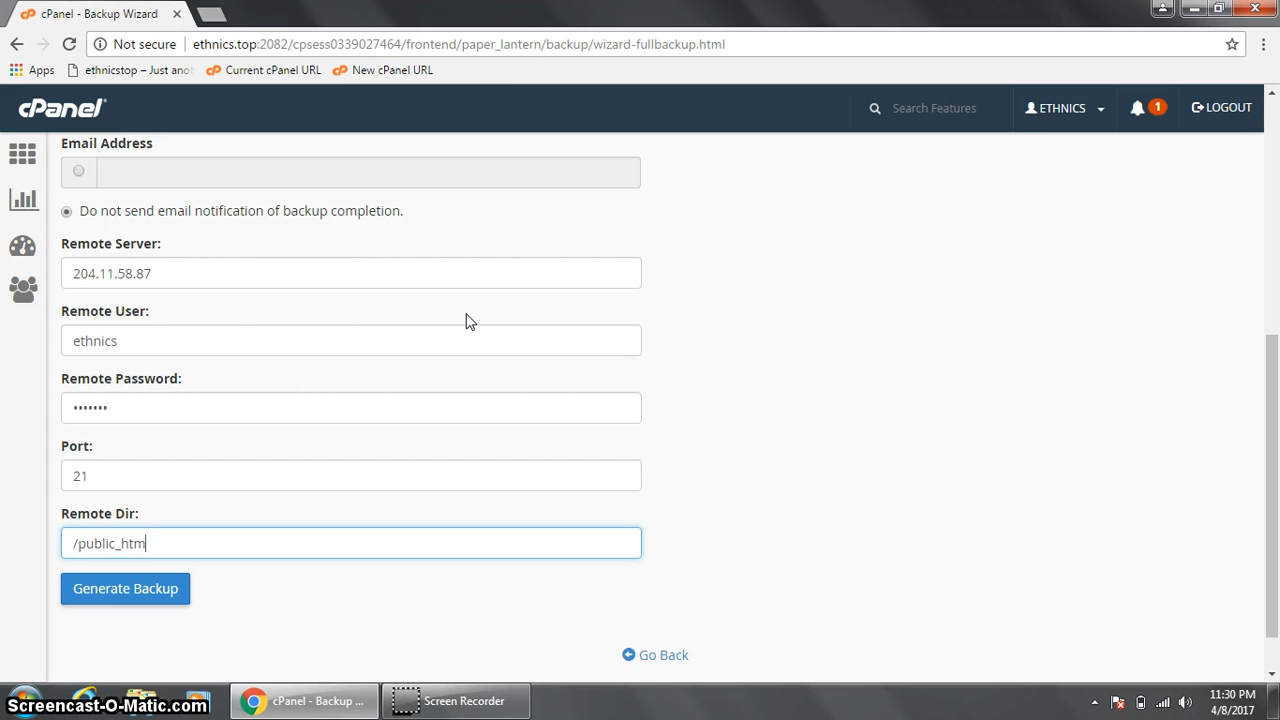 cPanel - Backup Wizard
Not secure ethnics.top:2082/cpsess0339027464/frontend/paper_lantern/backup/wizard-fullbackup.html
Apps ethnicstop – Just anot Current cPanel URL New cPanel URL
cPanel Search Features ETHNICS 1 LOGOUT
Email Address
Do not send email notification of backup completion.
Remote Server:
204.11.58.87
Remote User:
ethnics
Remote Password:
•••••••
Port:
21
Remote Dir:
/public_htm
Generate Backup
Go Back
cPanel - Backup ... Screen Recorder 11:30 PM
4/8/2017
Screencast-O-Matic.com